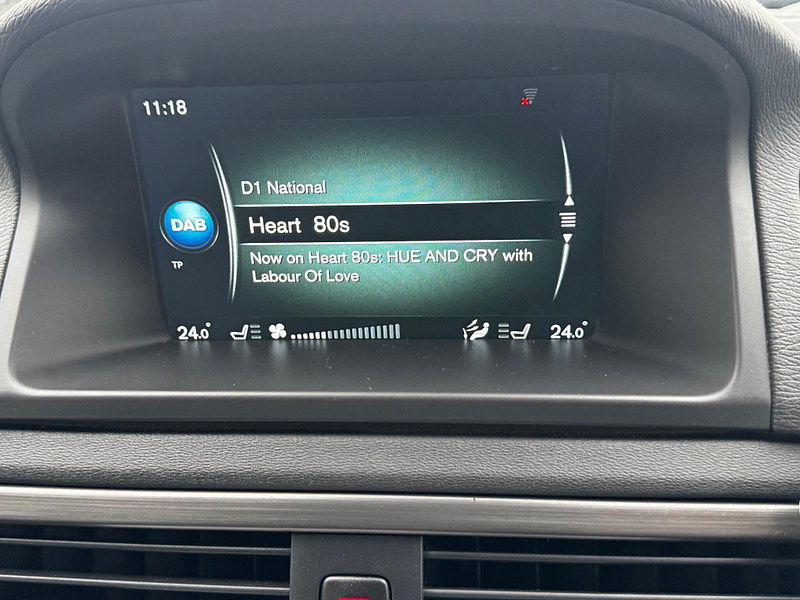 11:18
D1 National
DAB
Heart 80s
TP
Now on Heart 80s: HUE AND CRY with
Labour Of Love
24.0° 24.0°